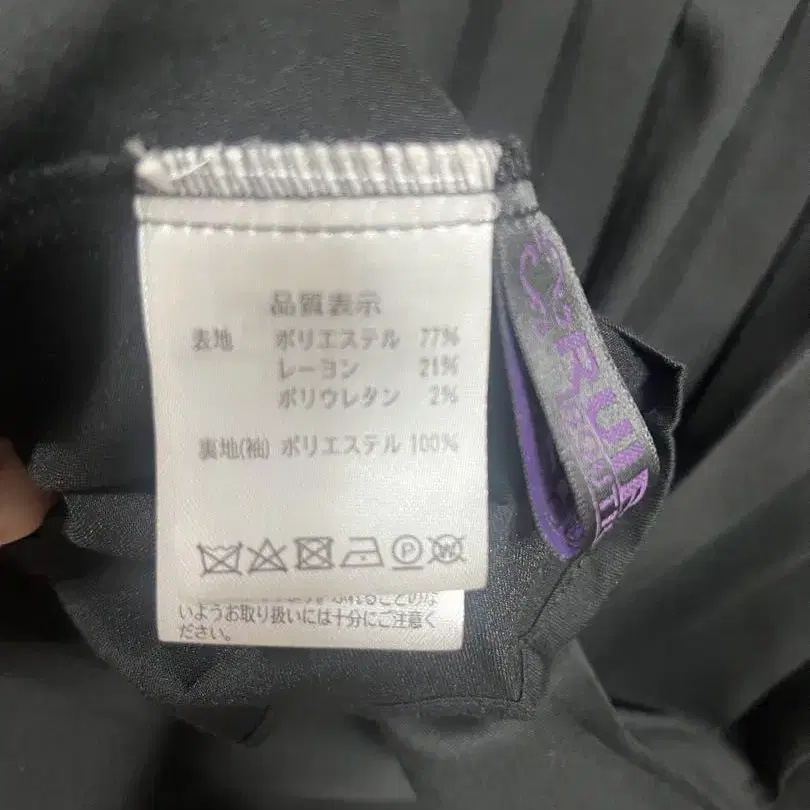 品質表示
表地 ポリエステル 77%
レーヨン 21%
ポリウレタン 2%
裏地(袖) ポリエステル 100%
P W
いようお取り扱いには十分にご注意く
ださい。